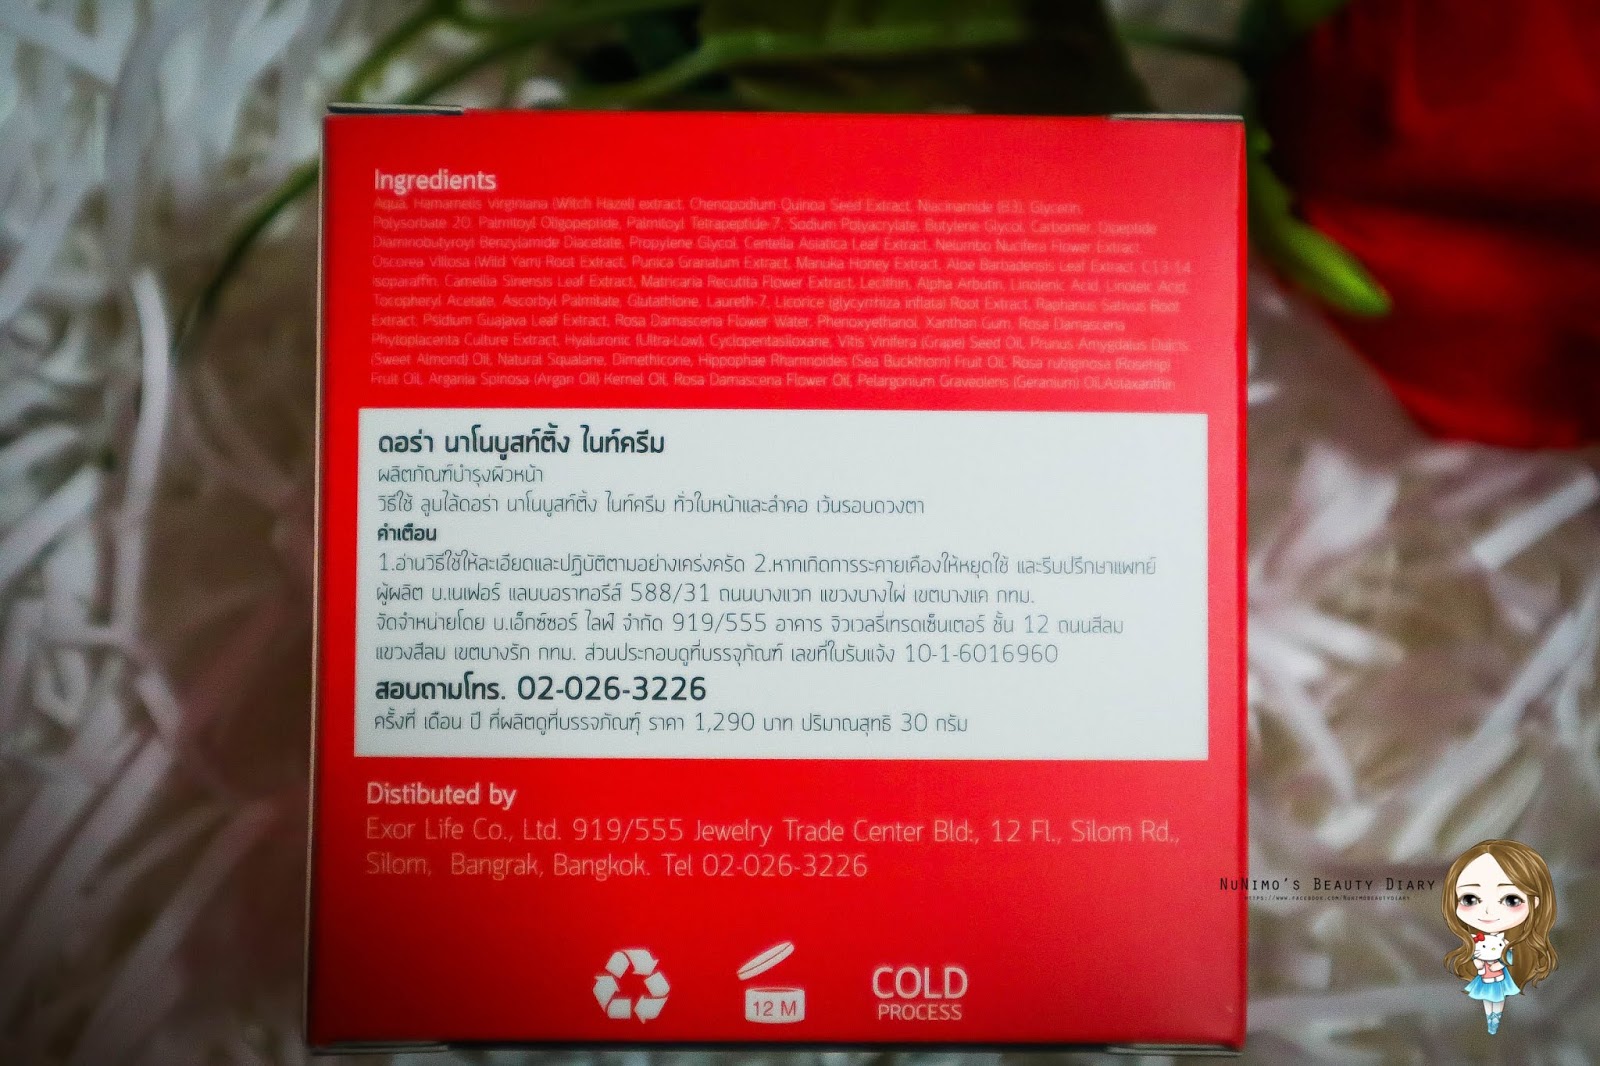 Ingredients
Aqua, Hamamelis Virginiana (Witch Hazel) extract, Chenopodium Quinoa Seed Extract, Niacinamide (B3), Glycerin,
Polysorbate 20, Palmitoyl Oligopeptide, Palmitoyl Tetrapeptide-7, Sodium Polyacrylate, Butylene Glycol, Carbomer, Dipeptide
Diaminobutyroyl Benzylamide Diacetate, Propylene Glycol, Centella Asiatica Leaf Extract, Nelumbo Nucifera Flower Extract,
Oscorea Villosa (Wild Yam) Root Extract, Punica Granatum Extract, Manuka Honey Extract, Aloe Barbadensis Leaf Extract, C13-14
isoparaffin, Camellia Sinensis Leaf Extract, Matricaria Recutita Flower Extract, Lecithin, Alpha Arbutin, Linolenic Acid, Linoleic Acid,
Tocopheryl Acetate, Ascorbyl Palmitate, Glutathione, Laureth-7, Licorice (glycyrrhiza inflata) Root Extract, Raphanus Sativus Root
Extract, Psidium Guajava Leaf Extract, Rosa Damascena Flower Water, Phenoxyethanol, Xanthan Gum, Rosa Damascena
Phytoplacenta Culture Extract, Hyaluronic (Ultra-Low), Cyclopentasiloxane, Vitis Vinifera (Grape) Seed Oil, Prunus Amygdalus Dulcis
(Sweet Almond) Oil, Natural Squalane, Dimethicone, Hippophae Rhamnoides (Sea Buckthorn) Fruit Oil, Rosa rubiginosa (Rosehip)
Fruit Oil, Argania Spinosa (Argan Oil) Kernel Oil, Rosa Damascena Flower Oil, Pelargonium Graveolens (Geranium) Oil,Astaxanthin
ดอร่า นาโนบูสท์ติ้ง ไนท์ครีม
ผลิตภัณฑ์บำรุงผิวหน้า
วิธีใช้ ลูบไล้ดอร่า นาโนบูสท์ติ้ง ไนท์ครีม ทั่วใบหน้าและลำคอ เว้นรอบดวงตา
คำเตือน
1.อ่านวิธีใช้ให้ละเอียดและปฏิบัติตามอย่างเคร่งครัด 2.หากเกิดการระคายเคืองให้หยุดใช้ และรีบปรึกษาแพทย์
ผู้ผลิต บ.เนเฟอร์ แลบบอราทอรีส์ 588/31 ถนนบางแวก แขวงบางไผ่ เขตบางแค กทม.
จัดจำหน่ายโดย บ.เอ็กซ์ซอร์ ไลฟ์ จำกัด 919/555 อาคาร จิวเวลรี่เทรดเซ็นเตอร์ ชั้น 12 ถนนสีลม
แขวงสีลม เขตบางรัก กทม. ส่วนประกอบดูที่บรรจุภัณฑ์ เลขที่ใบรับแจ้ง 10-1-6016960
สอบถามโทร. 02-026-3226
ครั้งที่ เดือน ปี ที่ผลิตดูที่บรรจภัณฑุ์ ราคา 1,290 บาท ปริมาณสุทธิ 30 กรัม
Distibuted by
Exor Life Co., Ltd. 919/555 Jewelry Trade Center Bld:, 12 Fl., Silom Rd.,
Silom, Bangrak, Bangkok. Tel 02-026-3226
12 M
COLD
PROCESS
NuNimo's Beauty Diary
https://www.facebook.com/Nunimobeautydiary